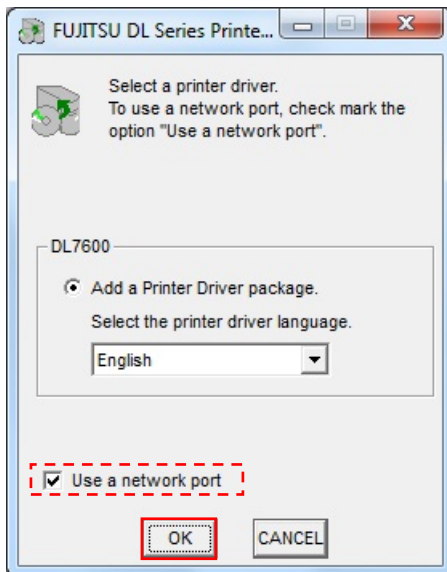 FUJITSU DL Series Printe...
Select a printer driver.
To use a network port, check mark the
option "Use a network port".
DL7600
Add a Printer Driver package.
Select the printer driver language.
English
Use a network port
OK
CANCEL